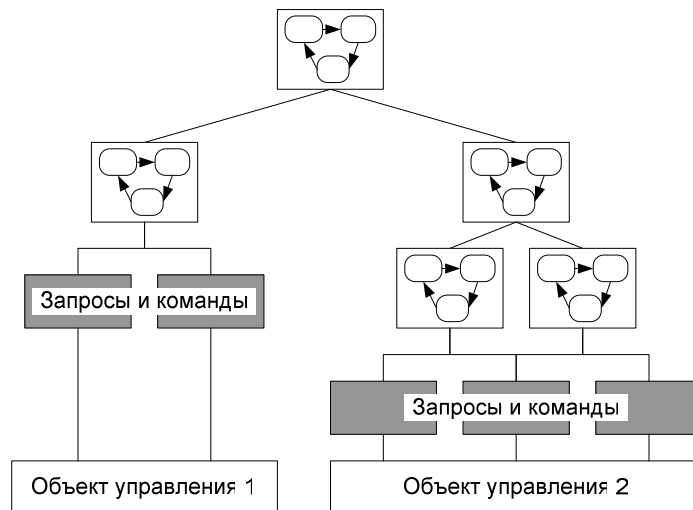 Запросы и команды
Запросы и команды
Объект управления 1
Объект управления 2